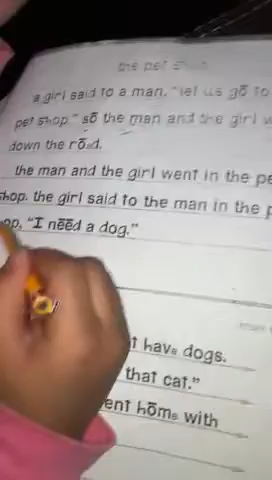 the pet shop
a girl said to a man, "let us gō to
pet shop." sō the man and the girl
down the rōad.
the man and the girl went in the pe
shop. the girl said to the man in the p
op, "I nēēd a dog."
t have dogs.
that cat."
ent hōme with